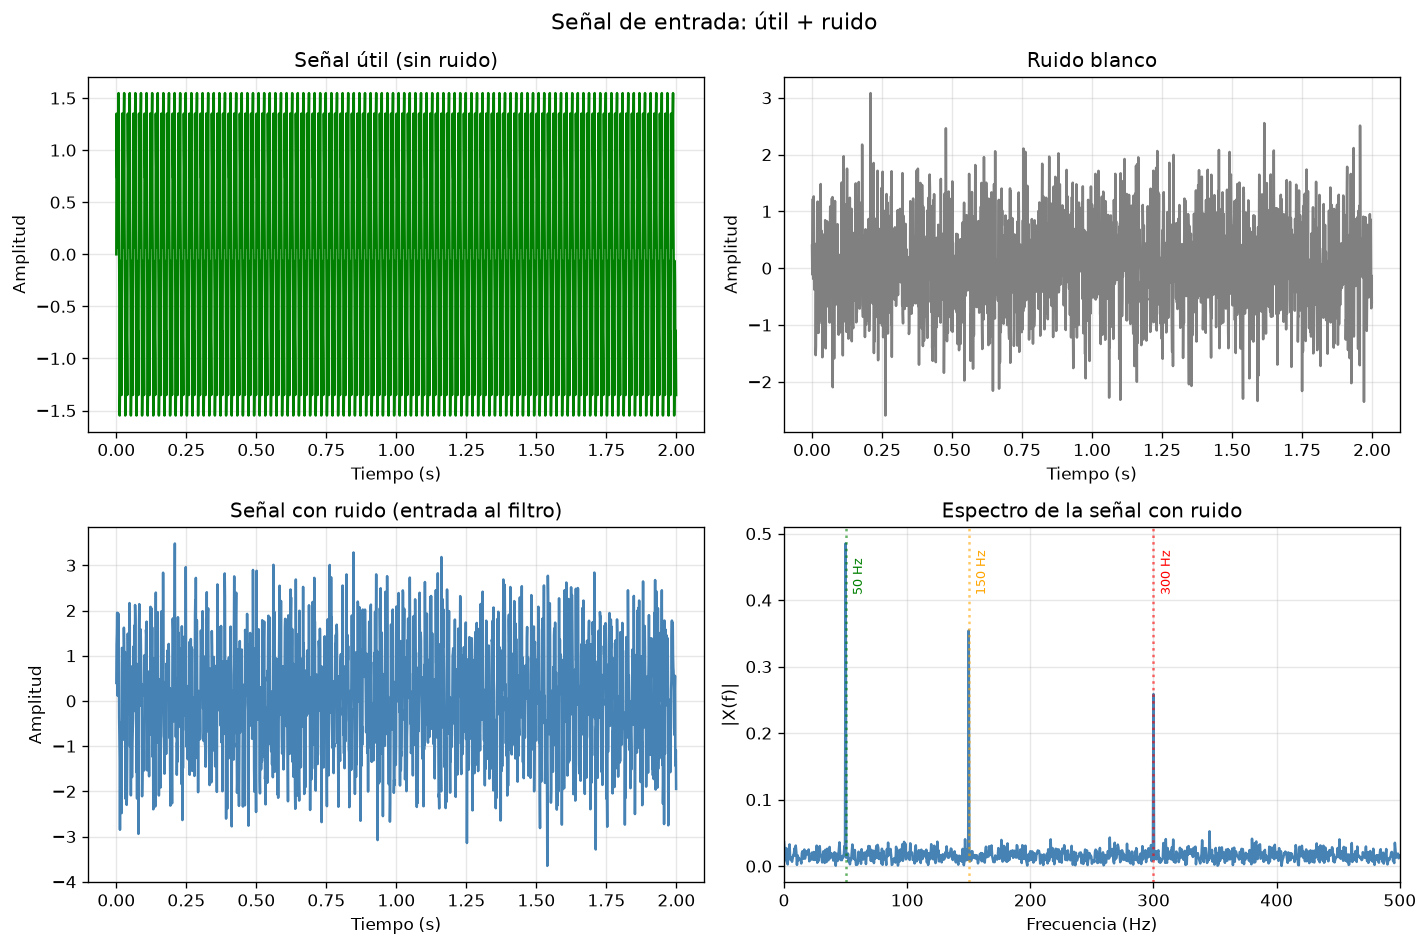 Señal de entrada: útil + ruido
Señal útil (sin ruido)
Amplitud
1.5
1.0
0.5
0.0
−0.5
−1.0
−1.5
0.00 0.25 0.50 0.75 1.00 1.25 1.50 1.75 2.00
Tiempo (s)
Ruido blanco
Amplitud
3
2
1
0
−1
−2
0.00 0.25 0.50 0.75 1.00 1.25 1.50 1.75 2.00
Tiempo (s)
Señal con ruido (entrada al filtro)
Amplitud
3
2
1
0
−1
−2
−3
−4
0.00 0.25 0.50 0.75 1.00 1.25 1.50 1.75 2.00
Tiempo (s)
Espectro de la señal con ruido
|X(f)|
0.5
0.4
0.3
0.2
0.1
0.0
50 Hz
150 Hz
300 Hz
0 100 200 300 400 500
Frecuencia (Hz)